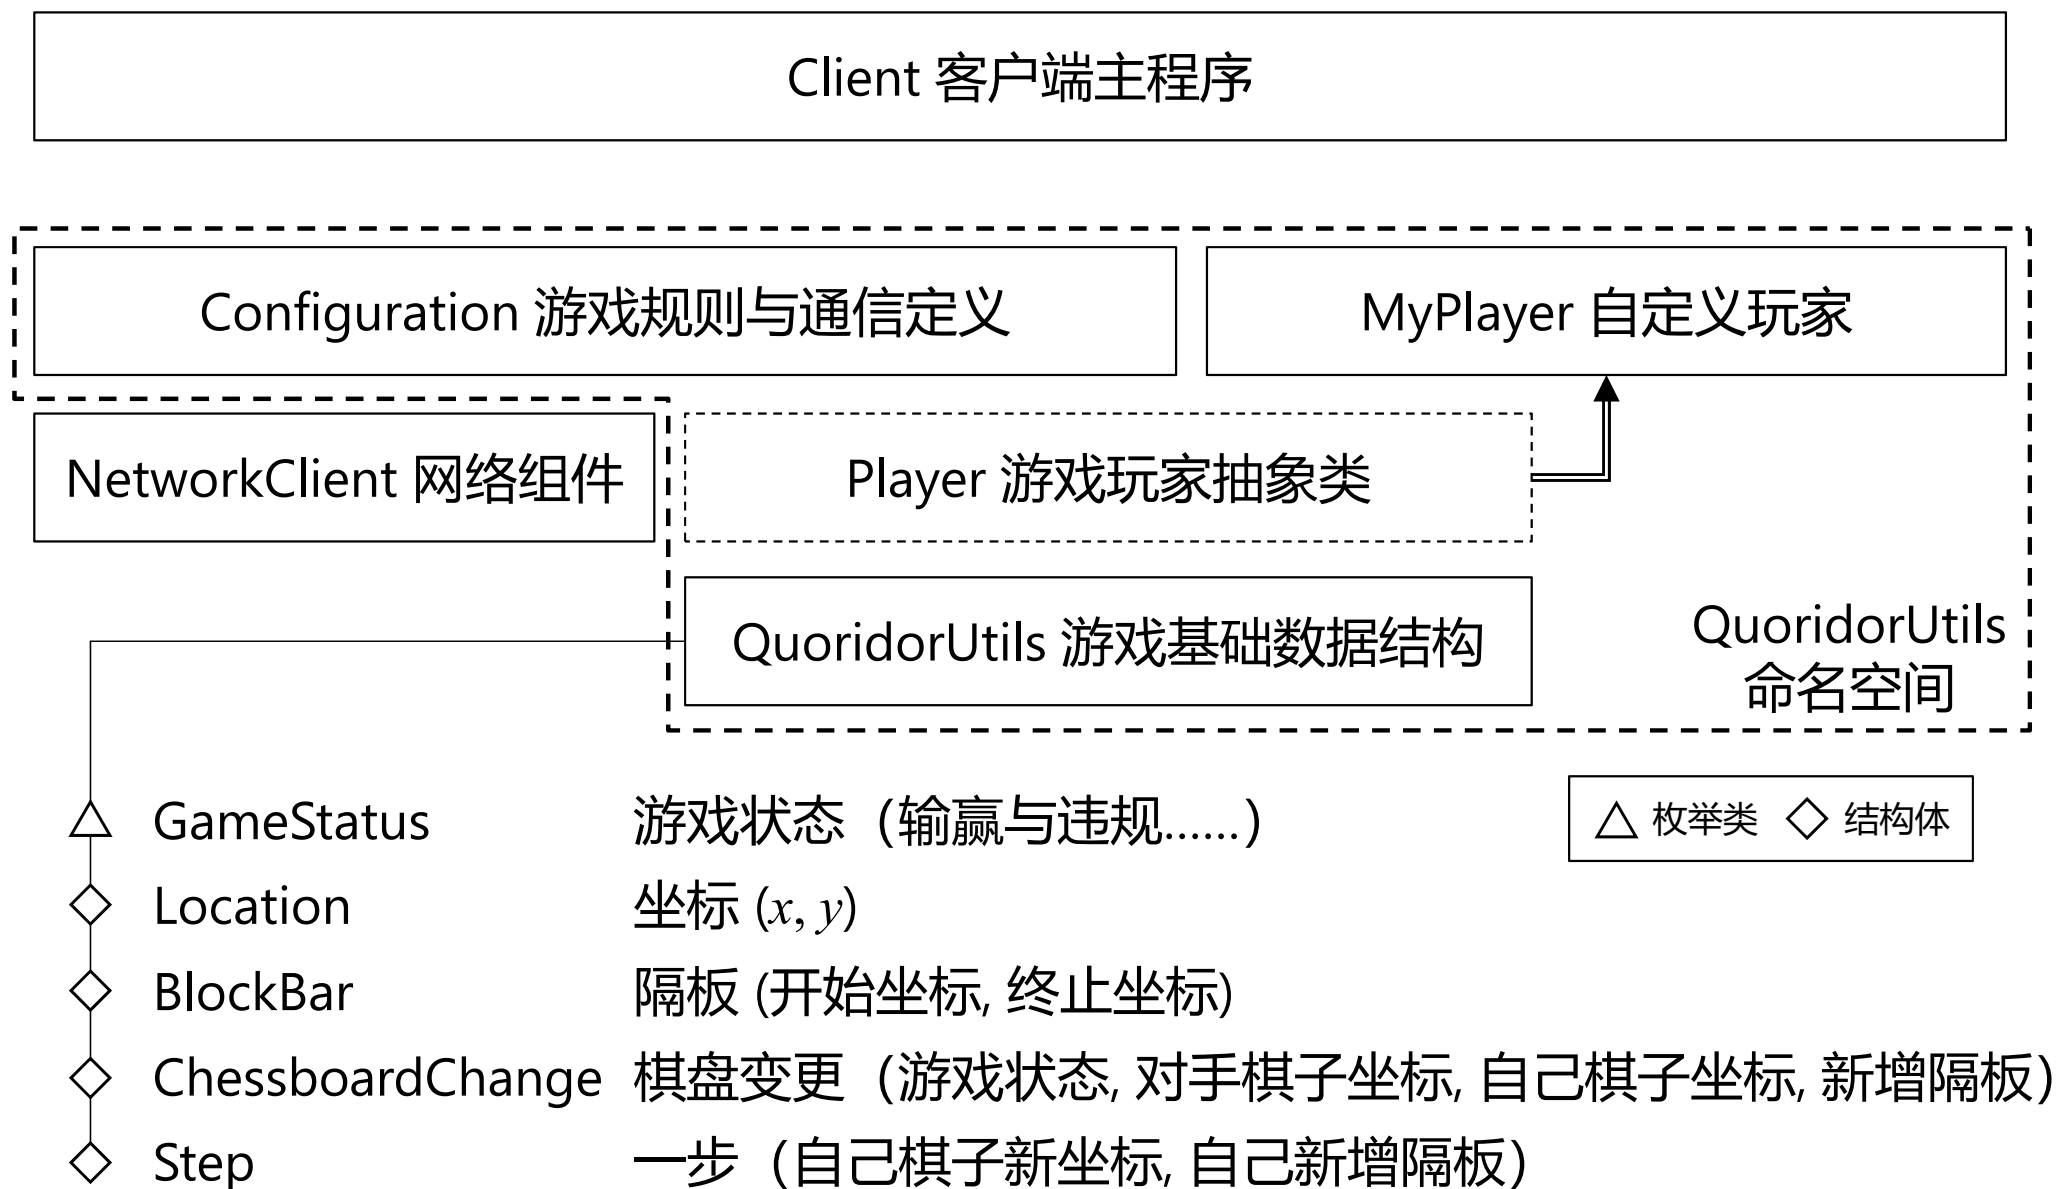 Client 客户端主程序
Configuration 游戏规则与通信定义
MyPlayer 自定义玩家
NetworkClient 网络组件
Player 游戏玩家抽象类
QuoridorUtils 游戏基础数据结构
QuoridorUtils
命名空间
GameStatus 游戏状态（输赢与违规......）
△ 枚举类 ◇ 结构体
Location 坐标 (x, y)
BlockBar 隔板 (开始坐标, 终止坐标)
ChessboardChange 棋盘变更（游戏状态, 对手棋子坐标, 自己棋子坐标, 新增隔板）
Step 一步（自己棋子新坐标, 自己新增隔板）